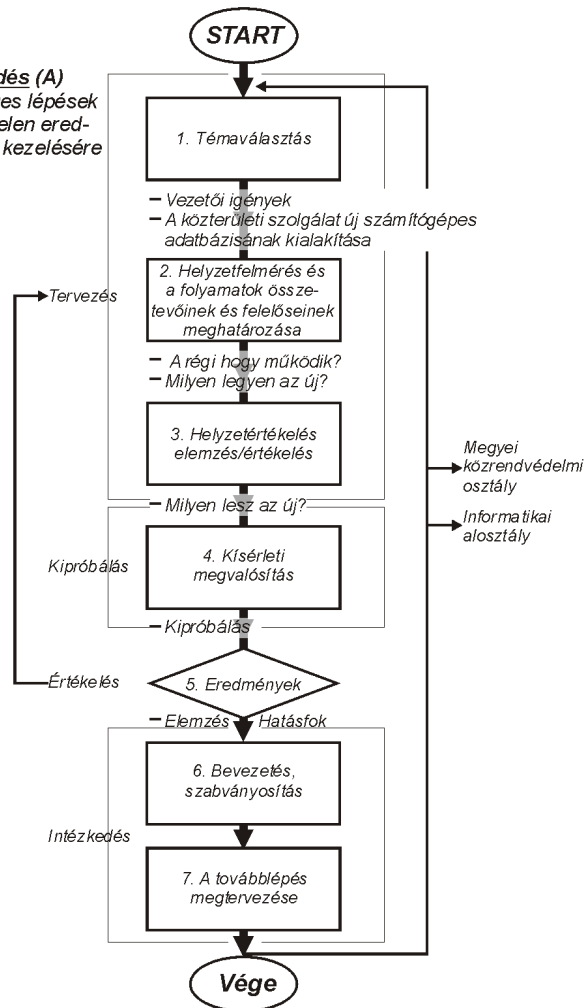 START
dés (A)
es lépések
elen ered-
kezelésére
1. Témaválasztás
– Vezetői igények
– A közterületi szolgálat új számítógépes
adatbázisának kialakítása
2. Helyzetfelmérés és
a folyamatok össze-
tevőinek és felelőseinek
meghatározása
Tervezés
– A régi hogy működik?
– Milyen legyen az új?
3. Helyzetértékelés
elemzés/értékelés
Megyei
közrendvédelmi
osztály
– Milyen lesz az új?
Informatikai
alosztály
4. Kísérleti
megvalósítás
Kipróbálás
– Kipróbálás
Értékelés
5. Eredmények
– Elemzés
Hatásfok
6. Bevezetés,
szabványosítás
Intézkedés
7. A továbblépés
megtervezése
Vége